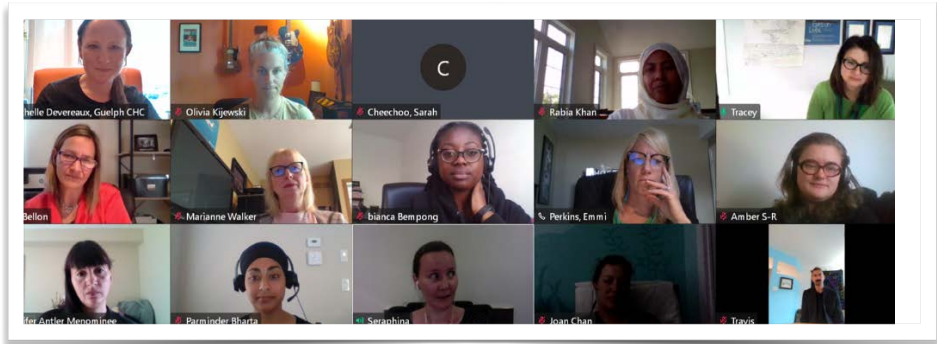 helle Devereaux, Guelph CHC
Olivia Kijewski
C
Cheechoo, Sarah
Rabia Khan
Tracey
Bellon
Marianne Walker
bianca Bempong
Perkins, Emmi
Amber S-R
fer Antler Menominee
Parminder Bharta
Seraphina
Joan Chan
Travis